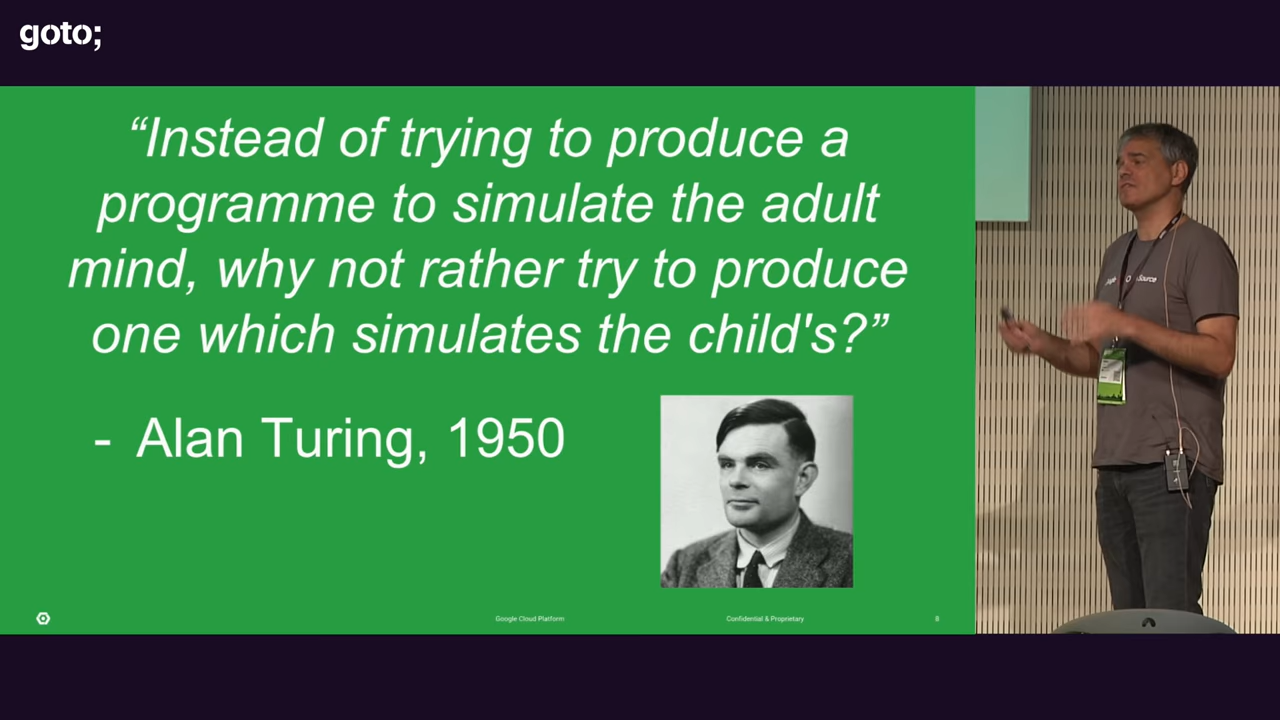 goto;
“Instead of trying to produce a
programme to simulate the adult
mind, why not rather try to produce
one which simulates the child's?”
- Alan Turing, 1950
Google Cloud Platform
Confidential & Proprietary
8
Source